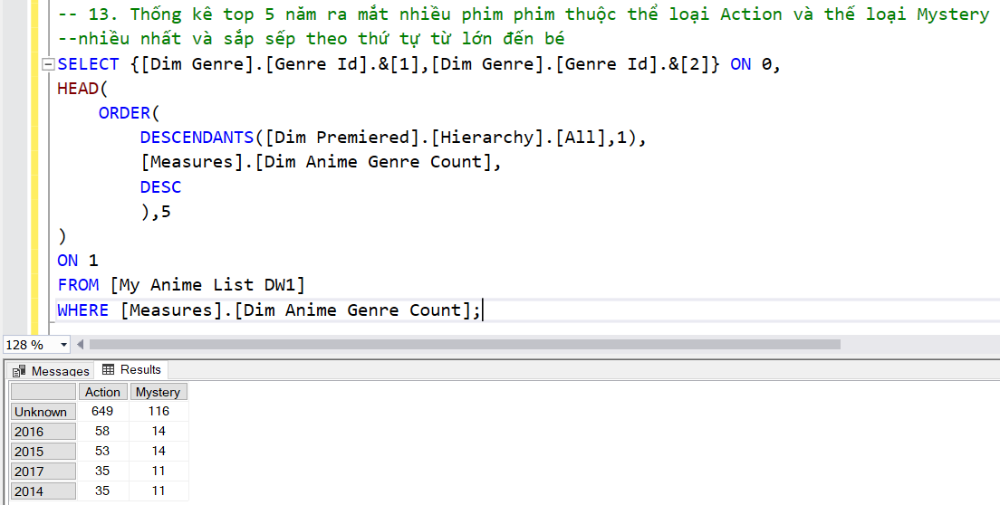 -- 13. Thống kê top 5 năm ra mắt nhiều phim phim thuộc thể loại Action và thế loại Mystery
--nhiều nhất và sắp sếp theo thứ tự từ lớn đến bé
SELECT {[Dim Genre].[Genre Id].&[1],[Dim Genre].[Genre Id].&[2]} ON 0,
HEAD(
ORDER(
DESCENDANTS([Dim Premiered].[Hierarchy].[All],1),
[Measures].[Dim Anime Genre Count],
DESC
),5
)
ON 1
FROM [My Anime List DW1]
WHERE [Measures].[Dim Anime Genre Count];
128 %
Messages Results
Action Mystery
Unknown 649 116
2016 58 14
2015 53 14
2017 35 11
2014 35 11